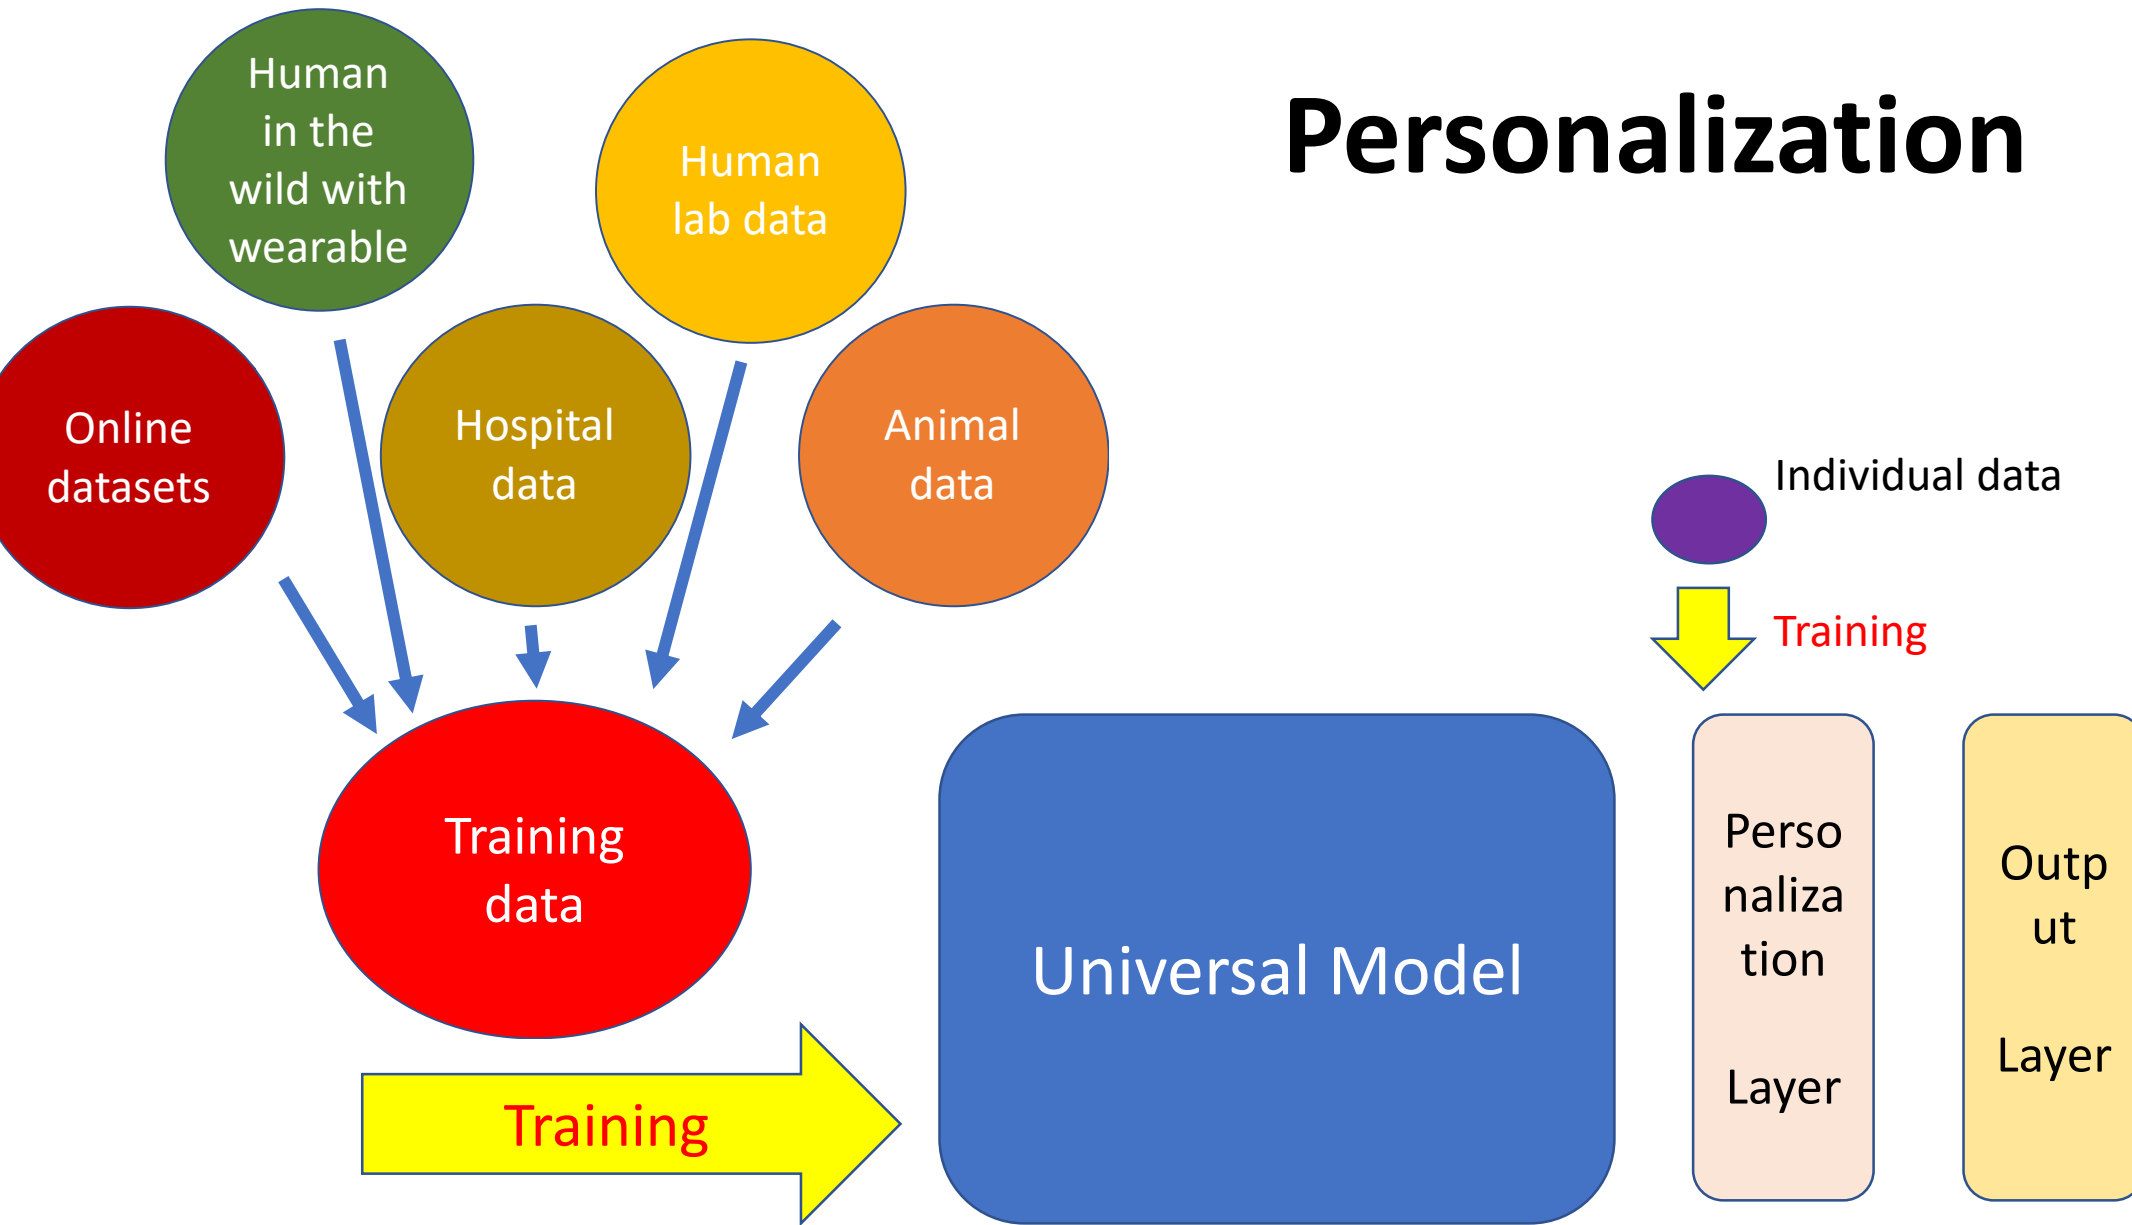 Human
in the
wild with
wearable
Human
lab data
Personalization
Online
datasets
Hospital
data
Animal
data
Individual data
Training
Training
data
Universal Model
Perso
naliza
tion
Layer
Outp
ut
Layer
Training